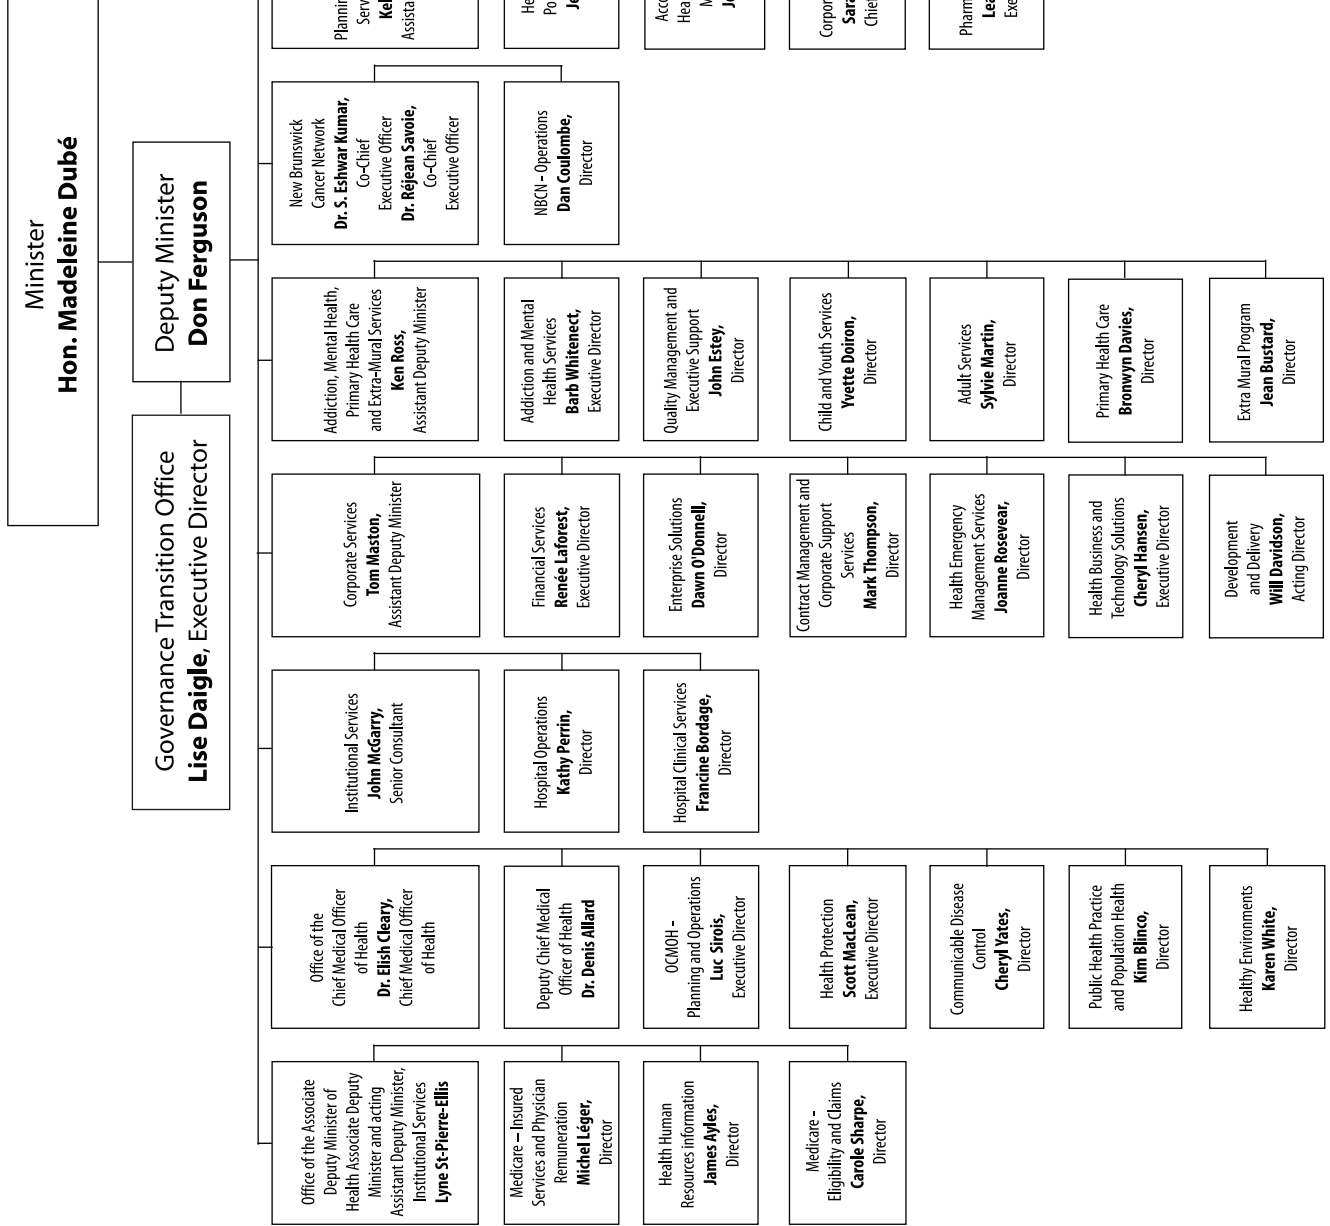 Minister
Hon. Madeleine Dubé
Governance Transition Office
Lise Daigle, Executive Director
Deputy Minister
Don Ferguson
Office of the Associate
Deputy Minister of
Health Associate Deputy
Minister and acting
Assistant Deputy Minister,
Institutional Services
Lyne St-Pierre-Ellis
Medicare – Insured
Services and Physician
Remuneration
Michel Léger,
Director
Health Human
Resources information
James Ayles,
Director
Medicare -
Eligibility and Claims
Carole Sharpe,
Director
Office of the
Chief Medical Officer
of Health
Dr. Elish Cleary,
Chief Medical Officer
of Health
Deputy Chief Medical
Officer of Health
Dr. Denis Allard
OCMOH -
Planning and Operations
Luc Sirois,
Executive Director
Health Protection
Scott MacLean,
Executive Director
Communicable Disease
Control
Cheryl Yates,
Director
Public Health Practice
and Population Health
Kim Blinco,
Director
Healthy Environments
Karen White,
Director
Institutional Services
John McGarry,
Senior Consultant
Hospital Operations
Kathy Perrin,
Director
Hospital Clinical Services
Francine Bordage,
Director
Corporate Services
Tom Maston,
Assistant Deputy Minister
Financial Services
Renée Laforest,
Executive Director
Enterprise Solutions
Dawn O'Donnell,
Director
Contract Management and
Corporate Support
Services
Mark Thompson,
Director
Health Emergency
Management Services
Joanne Rosevear,
Director
Health Business and
Technology Solutions
Cheryl Hansen,
Executive Director
Development
and Delivery
Will Davidson,
Acting Director
Addiction, Mental Health,
Primary Health Care
and Extra-Mural Services
Ken Ross,
Assistant Deputy Minister
Addiction and Mental
Health Services
Barb Whitenect,
Executive Director
Quality Management and
Executive Support
John Estey,
Director
Child and Youth Services
Yvette Doiron,
Director
Adult Services
Sylvie Martin,
Director
Primary Health Care
Bronwyn Davies,
Director
Extra Mural Program
Jean Bustard,
Director
New Brunswick
Cancer Network
Dr. S. Eshwar Kumar,
Co-Chief
Executive Officer
Dr. Réjean Savoie,
Co-Chief
Executive Officer
NBCN - Operations
Dan Coulombe,
Director